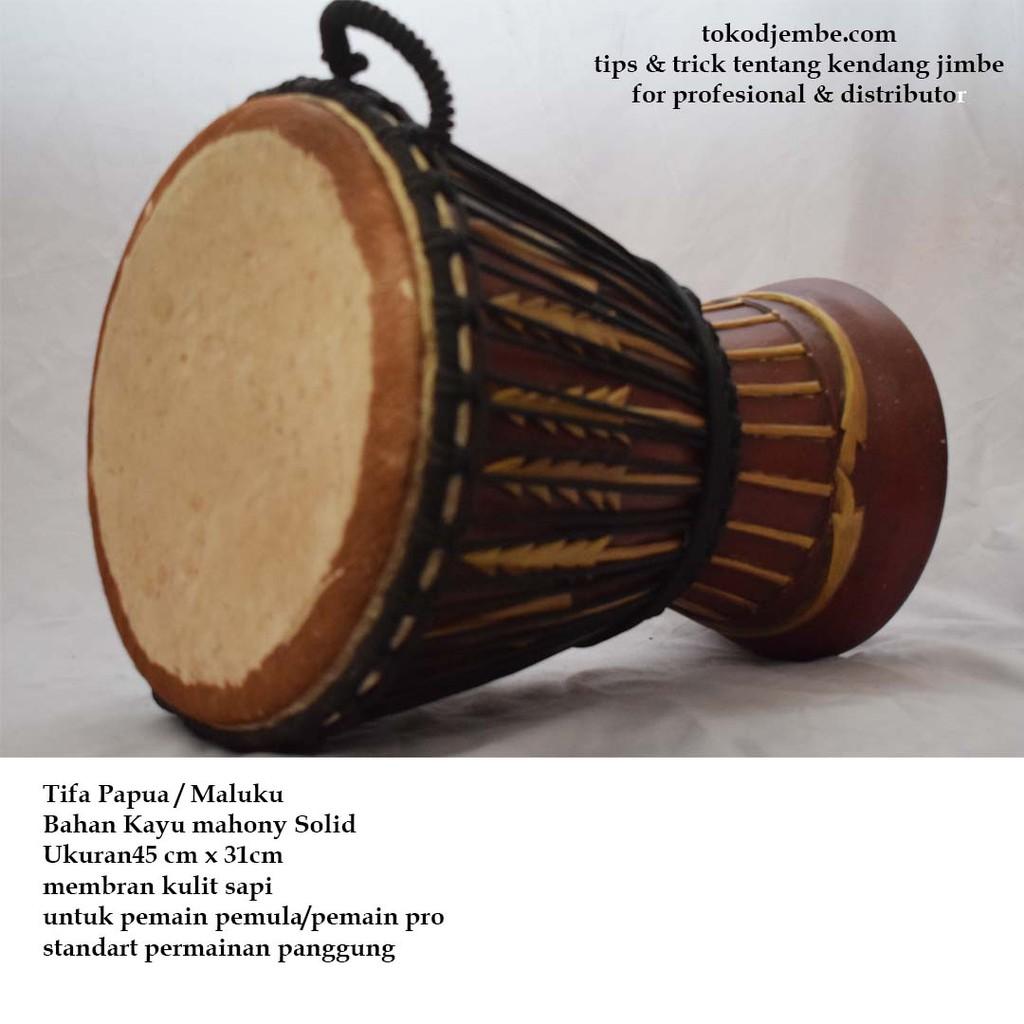 tokodjembe.com
tips & trick tentang kendang jimbe
for profesional & distributor
Tifa Papua / Maluku
Bahan Kayu mahony Solid
Ukuran45 cm x 31cm
membran kulit sapi
untuk pemain pemula/pemain pro
standart permainan panggung